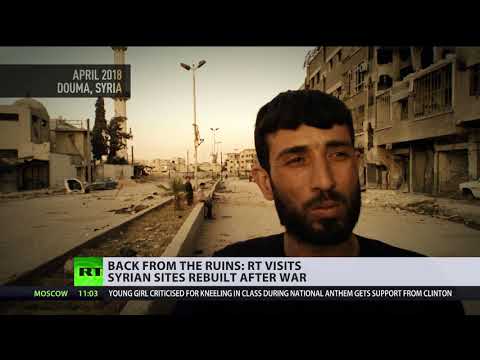 APRIL 2018
DOUMA, SYRIA
RT
BACK FROM THE RUINS: RT VISITS
SYRIAN SITES REBUILT AFTER WAR
MOSCOW 11:03 YOUNG GIRL CRITICISED FOR KNEELING IN CLASS DURING NATIONAL ANTHEM GETS SUPPORT FROM CLINTON